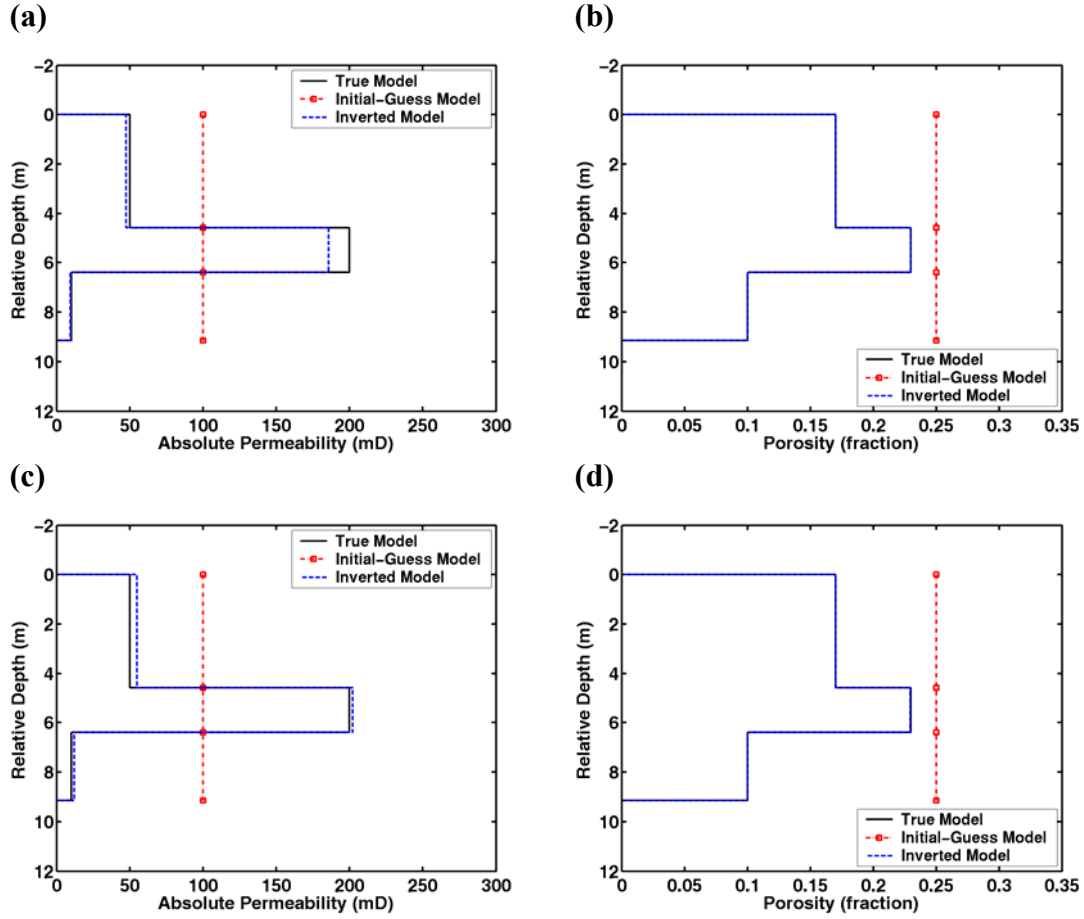 (a)
(b)
−2
0
2
4
6
8
10
12
Relative Depth (m)
True Model
Initial−Guess Model
Inverted Model
0 50 100 150 200 250 300
Absolute Permeability (mD)
−2
0
2
4
6
8
10
12
Relative Depth (m)
True Model
Initial−Guess Model
Inverted Model
0 0.05 0.1 0.15 0.2 0.25 0.3 0.35
Porosity (fraction)
(c)
(d)
−2
0
2
4
6
8
10
12
Relative Depth (m)
True Model
Initial−Guess Model
Inverted Model
0 50 100 150 200 250 300
Absolute Permeability (mD)
−2
0
2
4
6
8
10
12
Relative Depth (m)
True Model
Initial−Guess Model
Inverted Model
0 0.05 0.1 0.15 0.2 0.25 0.3 0.35
Porosity (fraction)